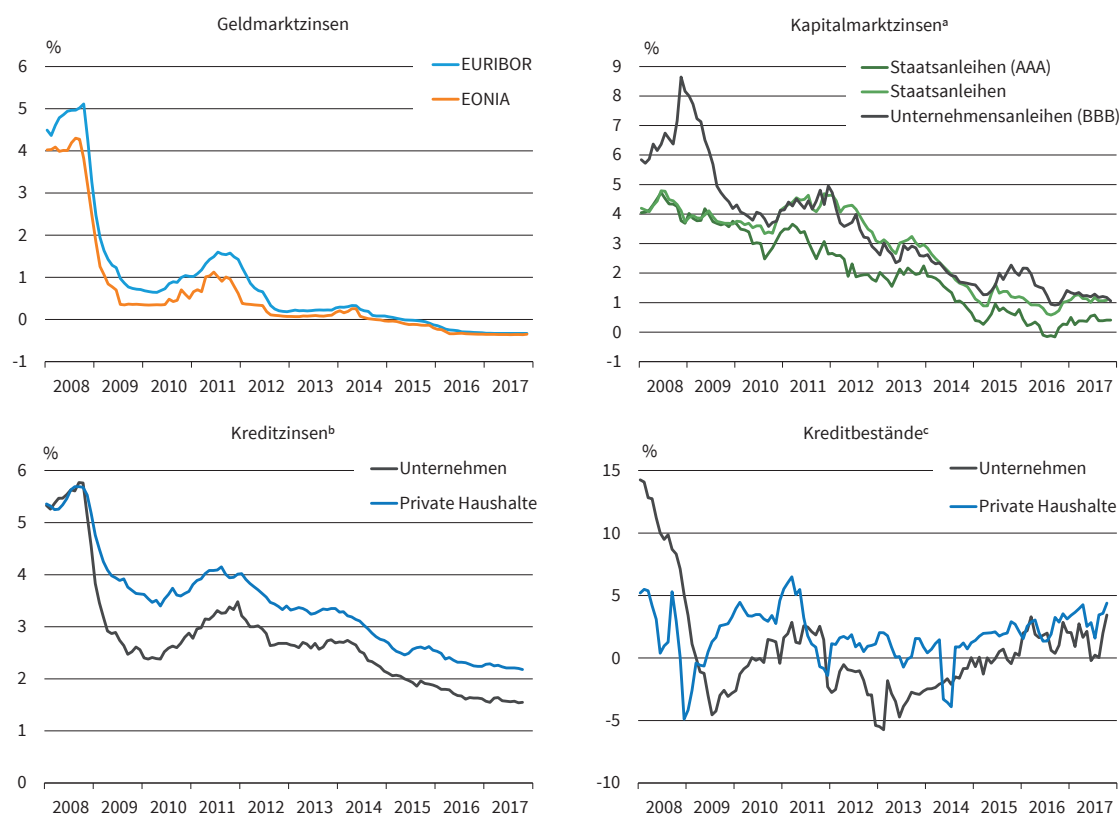 Geldmarktzinsen
%
6
5
4
3
2
1
0
-1
EURIBOR
EONIA
2008 2009 2010 2011 2012 2013 2014 2015 2016 2017
Kapitalmarktzinsenᵃ
%
9
8
7
6
5
4
3
2
1
0
-1
Staatsanleihen (AAA)
Staatsanleihen
Unternehmensanleihen (BBB)
2008 2009 2010 2011 2012 2013 2014 2015 2016 2017
Kreditzinsenᵇ
%
6
5
4
3
2
1
0
Unternehmen
Private Haushalte
2008 2009 2010 2011 2012 2013 2014 2015 2016 2017
Kreditbeständeᶜ
%
15
10
5
0
-5
-10
Unternehmen
Private Haushalte
2008 2009 2010 2011 2012 2013 2014 2015 2016 2017